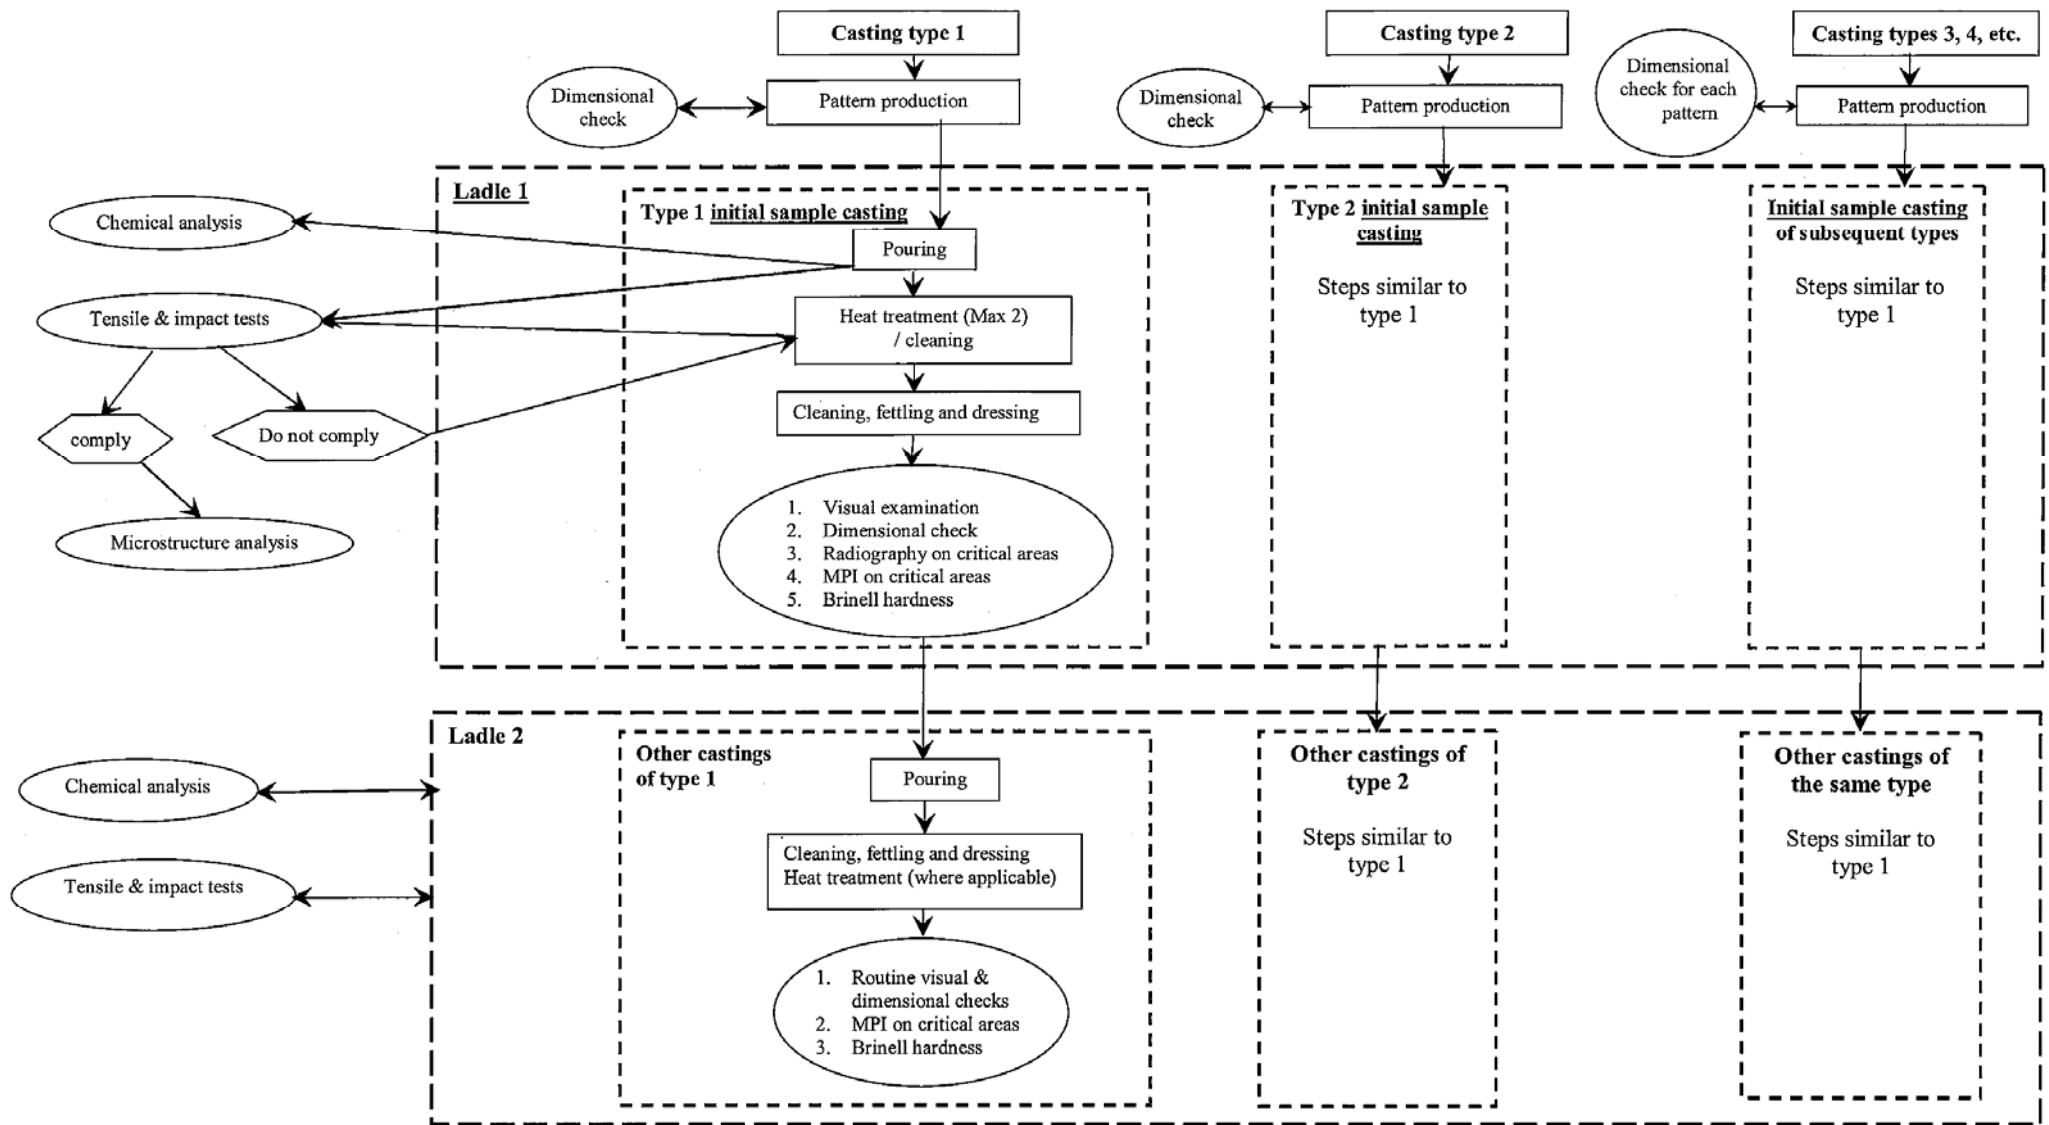 Casting type 1
Casting type 2
Casting types 3, 4, etc.
Dimensional
check
Pattern production
Dimensional
check
Pattern production
Dimensional
check for each
pattern
Pattern production
Ladle 1
Type 1 initial sample casting
Type 2 initial sample
casting
Initial sample casting
of subsequent types
Chemical analysis
Pouring
Steps similar to
type 1
Steps similar to
type 1
Tensile & impact tests
Heat treatment (Max 2)
/ cleaning
comply
Do not comply
Cleaning, fettling and dressing
Microstructure analysis
1. Visual examination
2. Dimensional check
3. Radiography on critical areas
4. MPI on critical areas
5. Brinell hardness
Ladle 2
Other castings
of type 1
Pouring
Other castings of
type 2
Other castings of
the same type
Chemical analysis
Tensile & impact tests
Cleaning, fettling and dressing
Heat treatment (where applicable)
Steps similar to
type 1
Steps similar to
type 1
1. Routine visual &
dimensional checks
2. MPI on critical areas
3. Brinell hardness